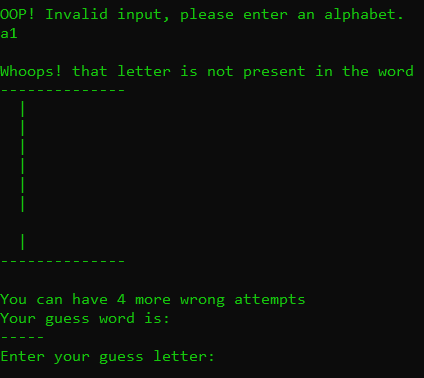 OOP! Invalid input, please enter an alphabet.
a1
Whoops! that letter is not present in the word
--------------
|
|
|
|
|
|
|
--------------
You can have 4 more wrong attempts
Your guess word is:
-----
Enter your guess letter: